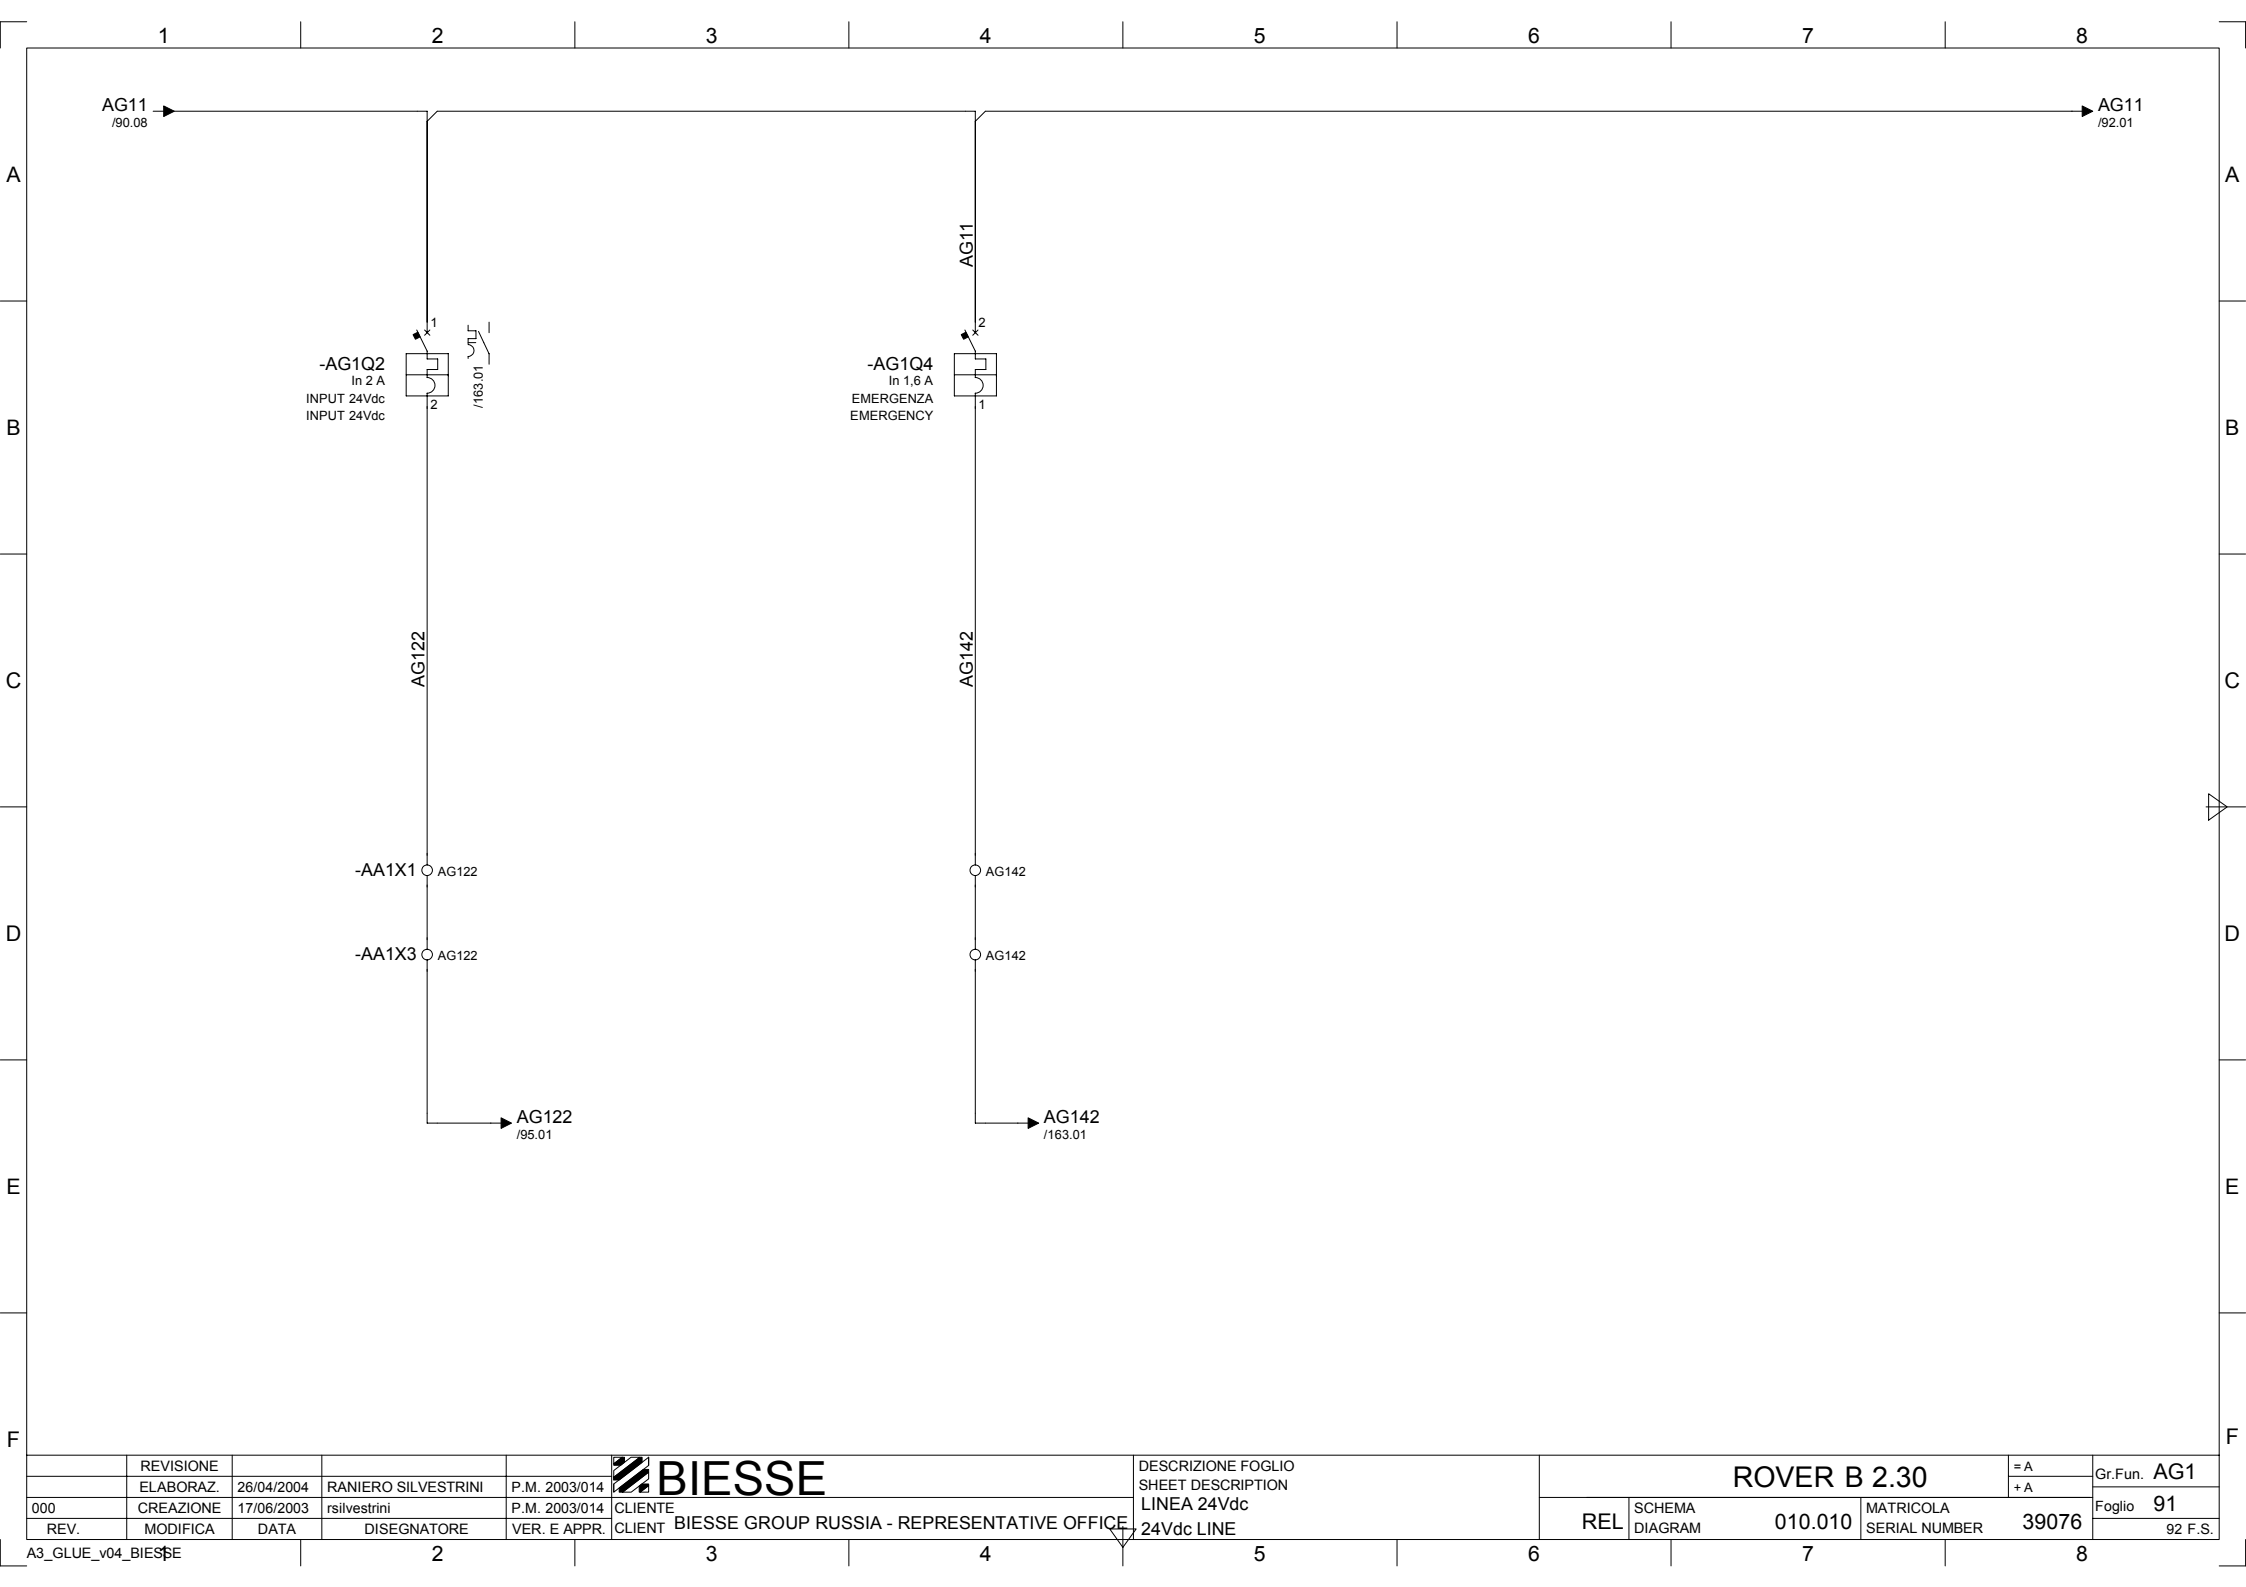 1 2 3 4 5 6 7 8
AG11
/90.08
AG11
/92.01
A A
AG11
1
-AG1Q2
In 2 A
INPUT 24Vdc
INPUT 24Vdc
2
/163.01
2
-AG1Q4
In 1,6 A
EMERGENZA
EMERGENCY
1
B B
AG122
AG142
C C
-AA1X1 AG122
AG142
D D
-AA1X3 AG122
AG142
AG122
/95.01
AG142
/163.01
E E
F F
REVISIONE
ELABORAZ. 26/04/2004 RANIERO SILVESTRINI P.M. 2003/014
000 CREAZIONE 17/06/2003 rsilvestrini P.M. 2003/014
REV. MODIFICA DATA DISEGNATORE VER. E APPR.
BIESSE
CLIENTE
CLIENT BIESSE GROUP RUSSIA - REPRESENTATIVE OFFICE
DESCRIZIONE FOGLIO
SHEET DESCRIPTION
LINEA 24Vdc
24Vdc LINE
ROVER B 2.30
= A
+ A
REL
SCHEMA
DIAGRAM
010.010
MATRICOLA
SERIAL NUMBER
39076
Gr.Fun. AG1
Foglio 91
92 F.S.
A3_GLUE_v04_BIESSE
1 2 3 4 5 6 7 8